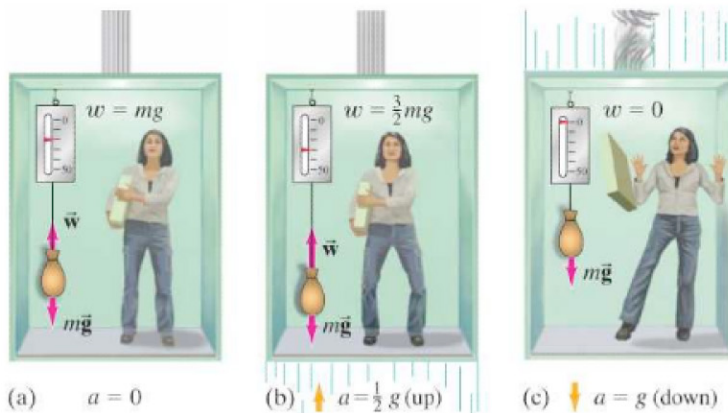 w = mg
0
50
w⃗
mg⃗
(a) a = 0
w = 3/2 mg
0
50
w⃗
mg⃗
(b) a = 1/2 g (up)
w = 0
0
50
mg⃗
(c) a = g (down)